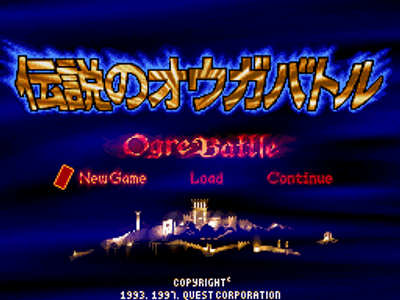 伝説のオウガバトル
Ogre Battle
New Game Load Continue
COPYRIGHT©
1993, 1997, QUEST CORPORATION